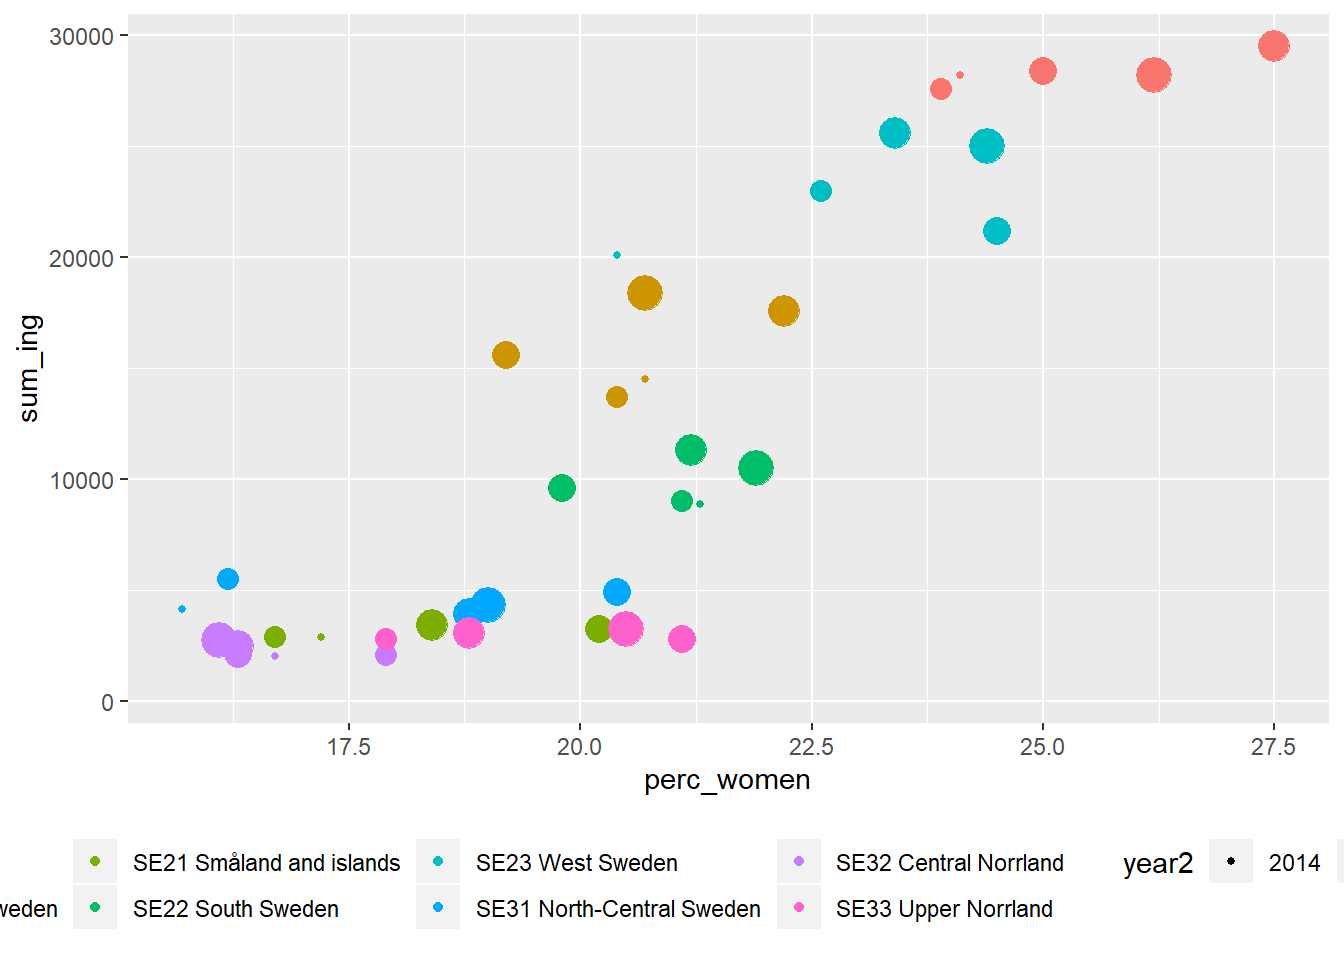 30000
20000
10000
0
sum_ing
17.5 20.0 22.5 25.0 27.5
perc_women
SE21 Småland and islands SE23 West Sweden SE32 Central Norrland year2 2014
weden SE22 South Sweden SE31 North-Central Sweden SE33 Upper Norrland